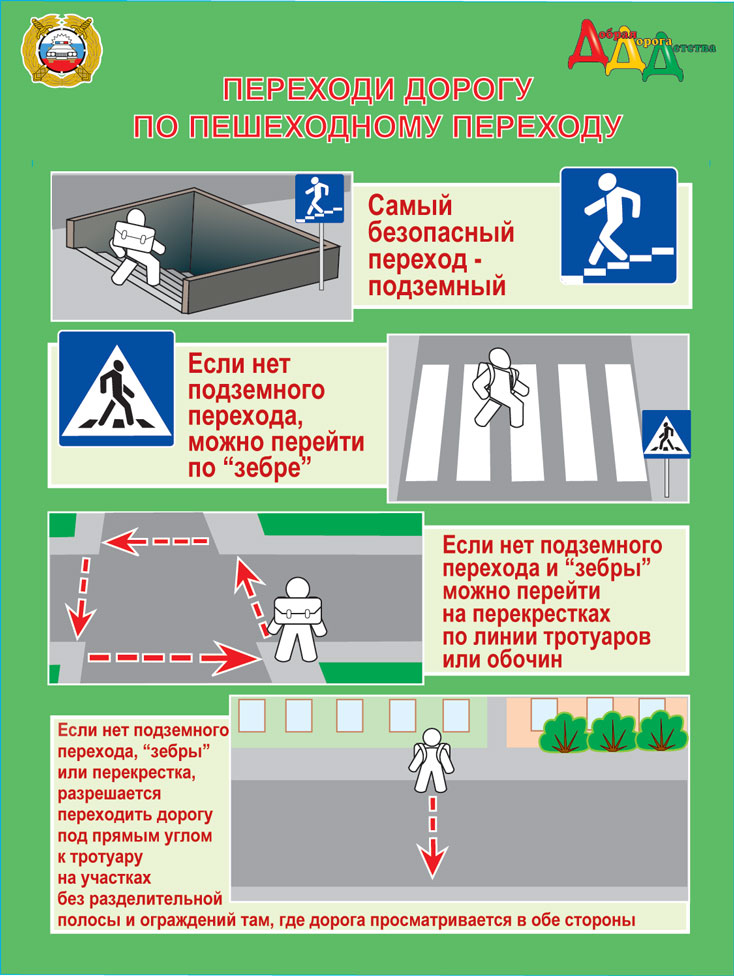 Добрая
Дорога
Детства
ПЕРЕХОДИ ДОРОГУ
ПО ПЕШЕХОДНОМУ ПЕРЕХОДУ
Самый
безопасный
переход -
подземный
Если нет
подземного
перехода,
можно перейти
по “зебре”
Если нет подземного
перехода и “зебры”
можно перейти
на перекрестках
по линии тротуаров
или обочин
Если нет подземного
перехода, “зебры”
или перекрестка,
разрешается
переходить дорогу
под прямым углом
к тротуару
на участках
без разделительной
полосы и ограждений там, где дорога просматривается в обе стороны